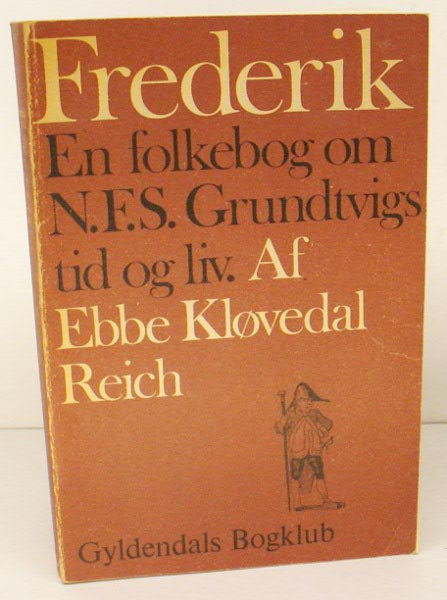 Frederik
En folkebog om
N.F.S. Grundtvigs
tid og liv. Af
Ebbe Kløvedal
Reich
Gyldendals Bogklub